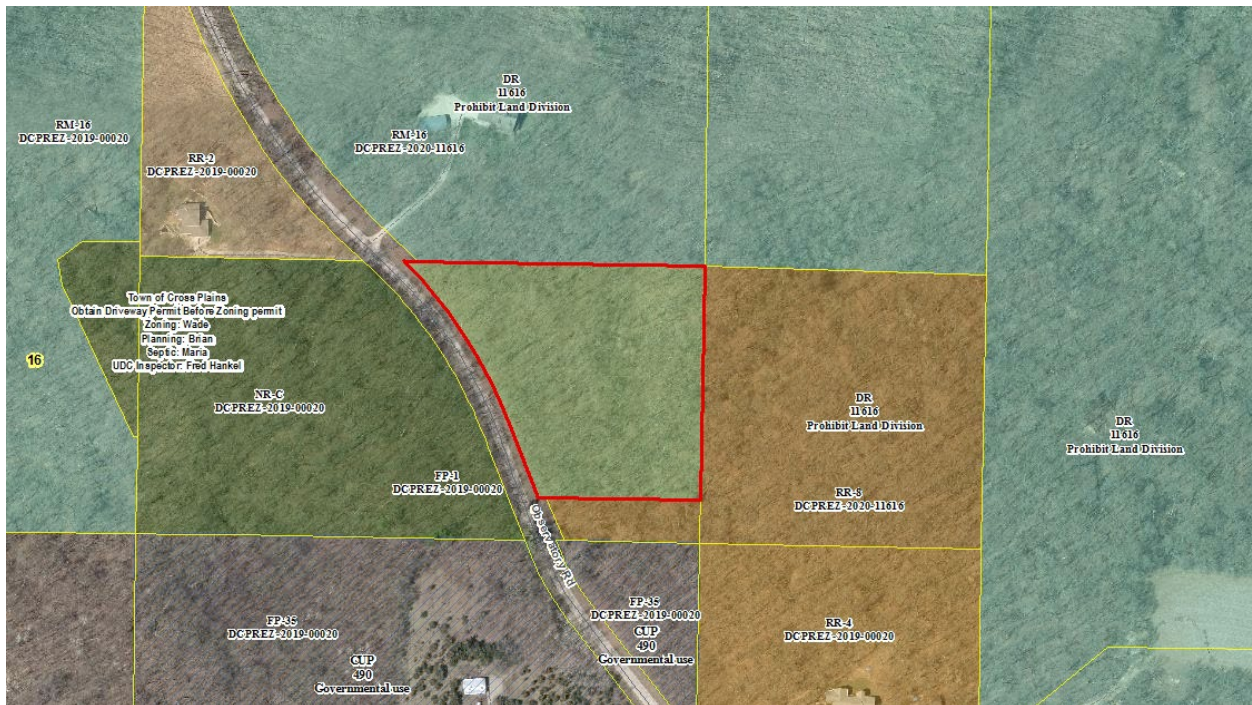 DR
11616
Prohibit Land Division
RM-16
DCPREZ-2019-00020
RM-16
DCPREZ-2020-11616
RR-2
DCPREZ-2019-00020
Town of Cross Plains
Obtain Driveway Permit Before Zoning permit
Zoning: Wade
Planning: Brian
Septic: Maria
UDC Inspector: Fred Hankel
16
NR-C
DCPREZ-2019-00020
DR
11616
Prohibit Land Division
DR
11616
Prohibit Land Division
FP-1
DCPREZ-2019-00020
RR-8
DCPREZ-2020-11616
Observatory Rd
FP-35
DCPREZ-2019-00020
CUP
490
Governmental use
FP-35
DCPREZ-2019-00020
CUP
490
Governmental use
RR-4
DCPREZ-2019-00020